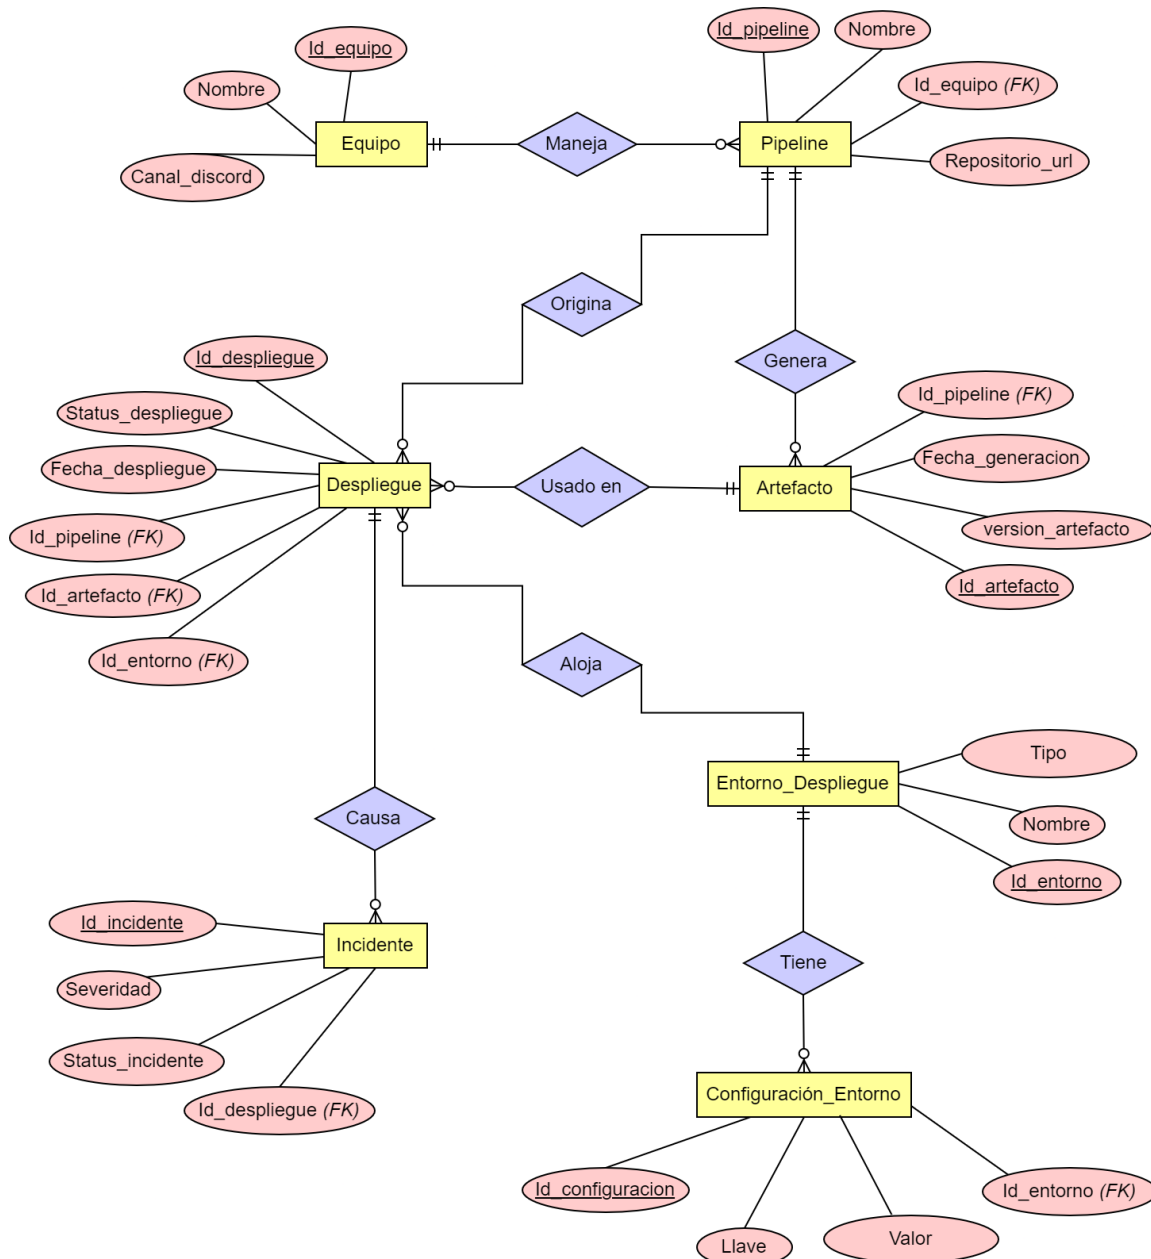 Id_equipo
Nombre
Canal_discord
Equipo
Maneja
Id_pipeline
Nombre
Id_equipo (FK)
Repositorio_url
Pipeline
Origina
Genera
Id_despliegue
Status_despliegue
Fecha_despliegue
Id_pipeline (FK)
Id_artefacto (FK)
Id_entorno (FK)
Despliegue
Usado en
Id_pipeline (FK)
Fecha_generacion
version_artefacto
Id_artefacto
Artefacto
Aloja
Entorno_Despliegue
Tipo
Nombre
Id_entorno
Causa
Id_incidente
Severidad
Status_incidente
Id_despliegue (FK)
Incidente
Tiene
Configuración_Entorno
Id_configuracion
Llave
Valor
Id_entorno (FK)